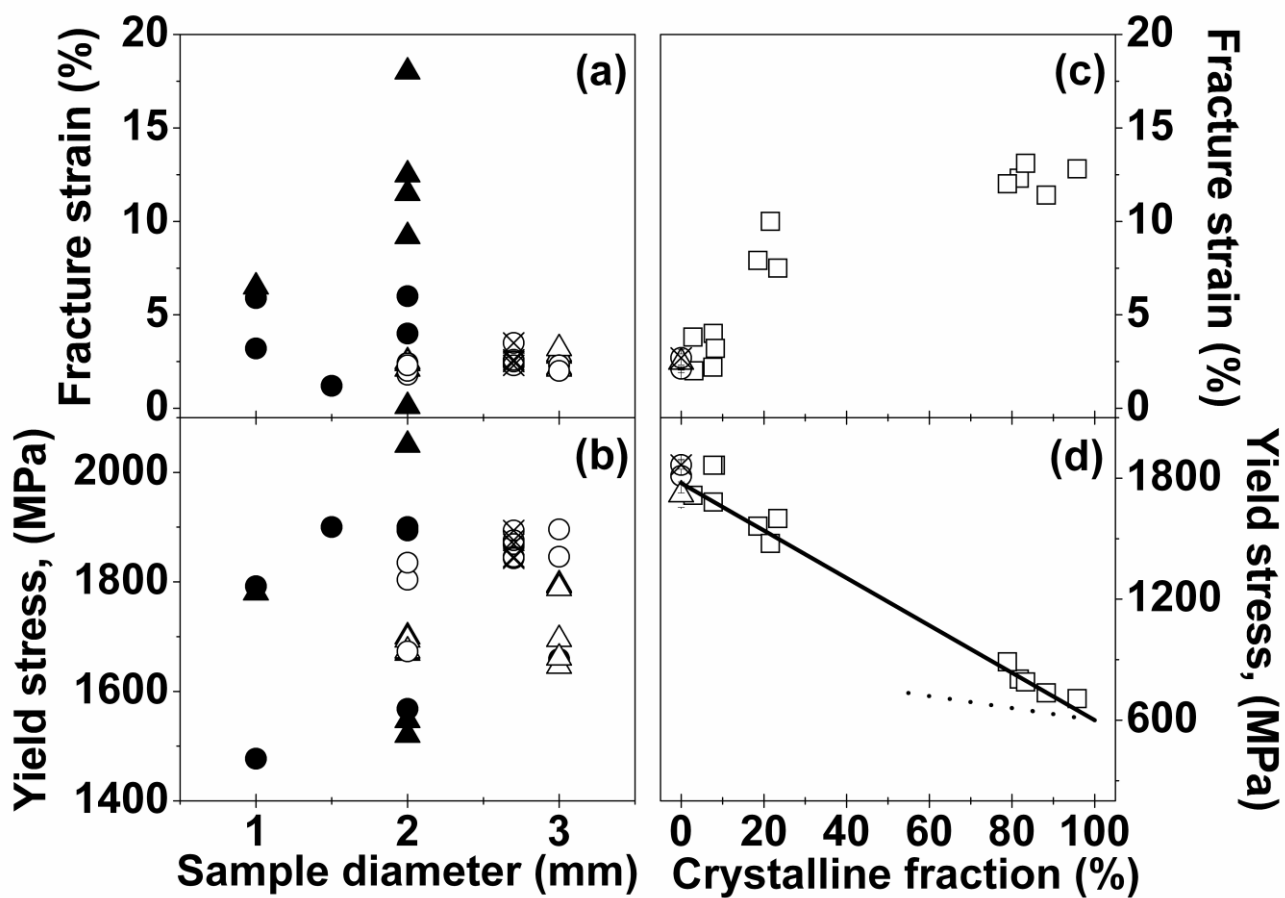 20
15
10
5
0
Fracture strain (%)
(a)
(c)
20
15
10
5
0
Fracture strain (%)
2000
1800
1600
1400
Yield stress, (MPa)
(b)
(d)
1800
1200
600
Yield stress, (MPa)
1 2 3
Sample diameter (mm)
0 20 40 60 80 100
Crystalline fraction (%)